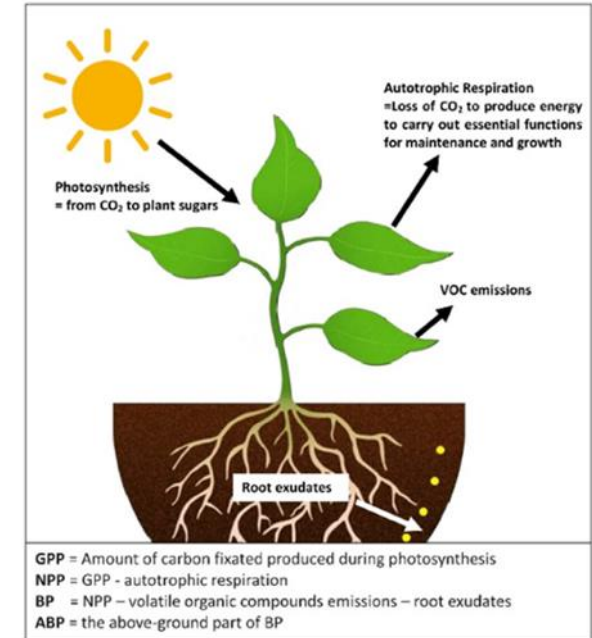 Autotrophic Respiration
=Loss of CO₂ to produce energy
to carry out essential functions
for maintenance and growth
Photosynthesis
= from CO₂ to plant sugars
VOC emissions
Root exudates
GPP = Amount of carbon fixated produced during photosynthesis
NPP = GPP - autotrophic respiration
BP = NPP – volatile organic compounds emissions – root exudates
ABP = the above-ground part of BP